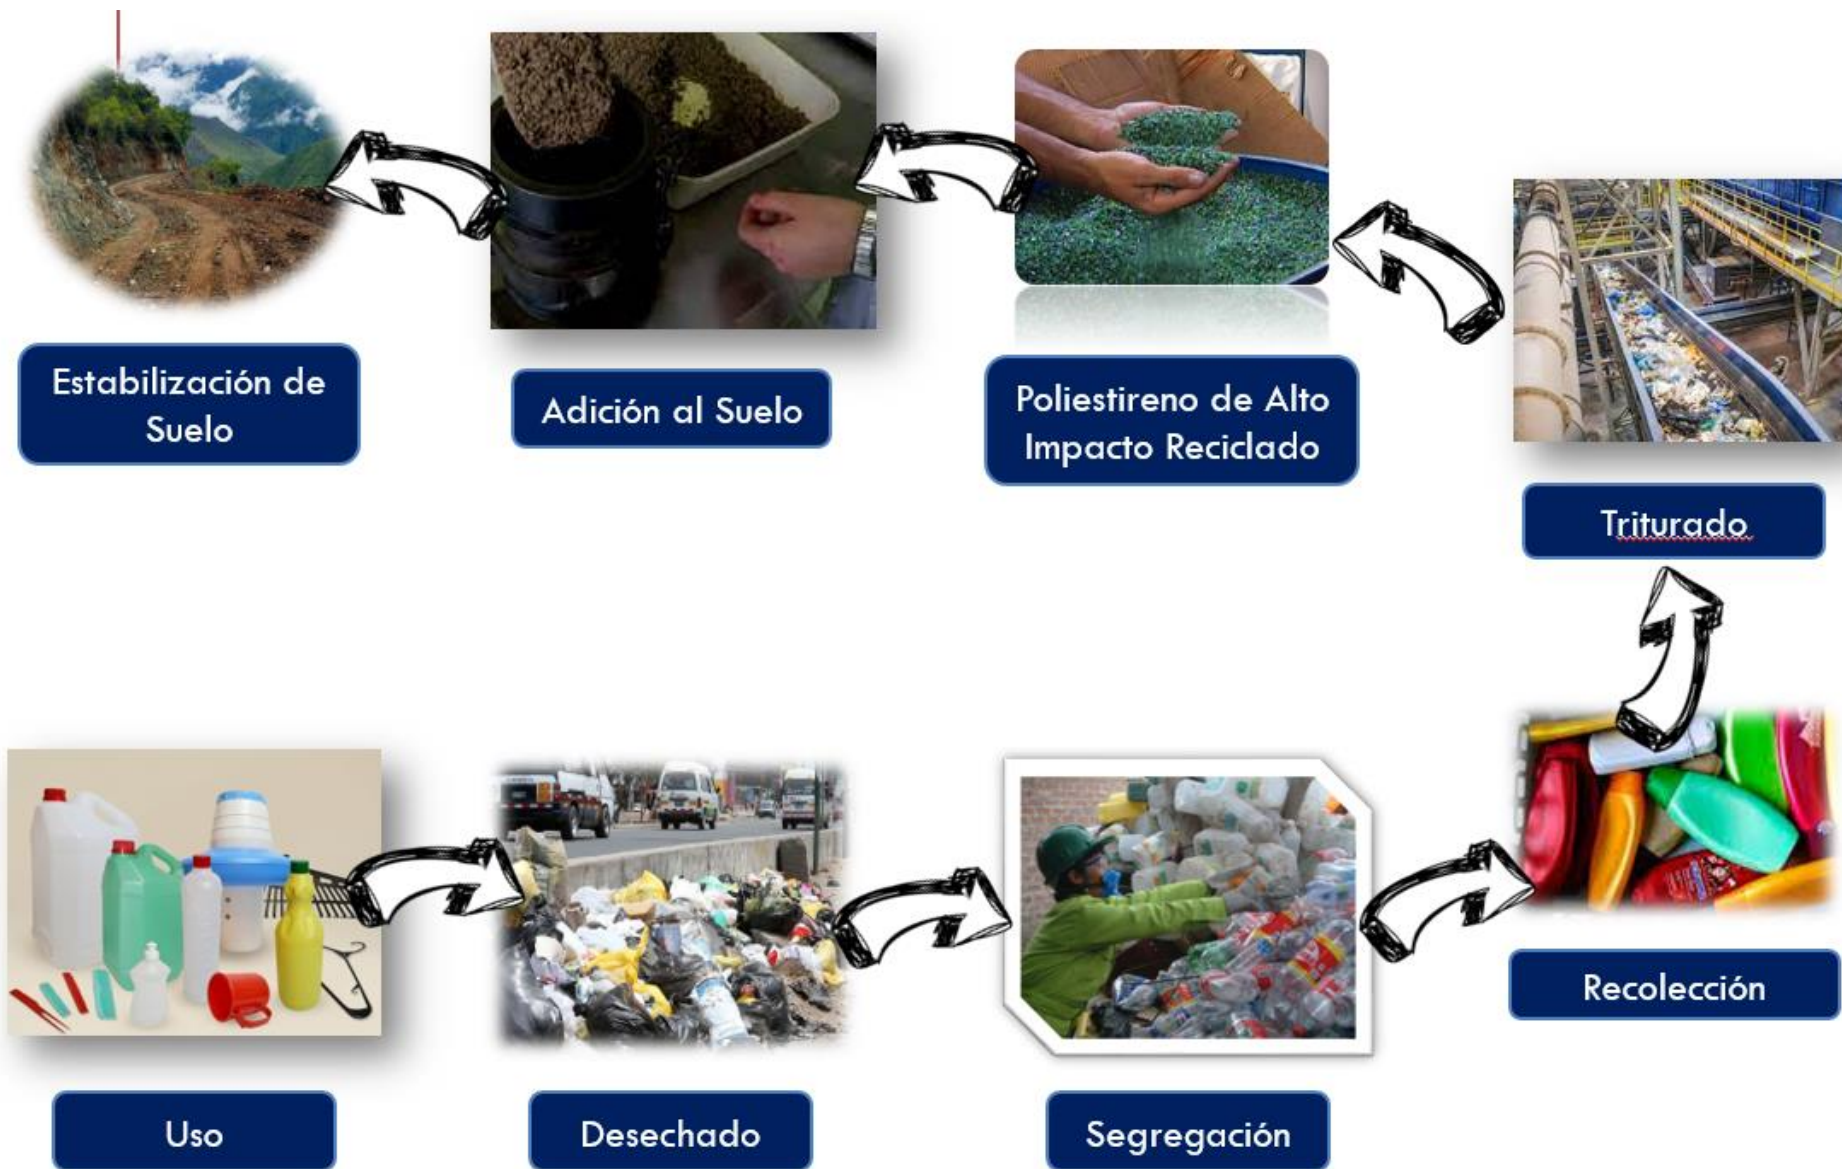 Estabilización de
Suelo
Adición al Suelo
Poliestireno de Alto
Impacto Reciclado
Triturado
Recolección
Uso
Desechado
Segregación